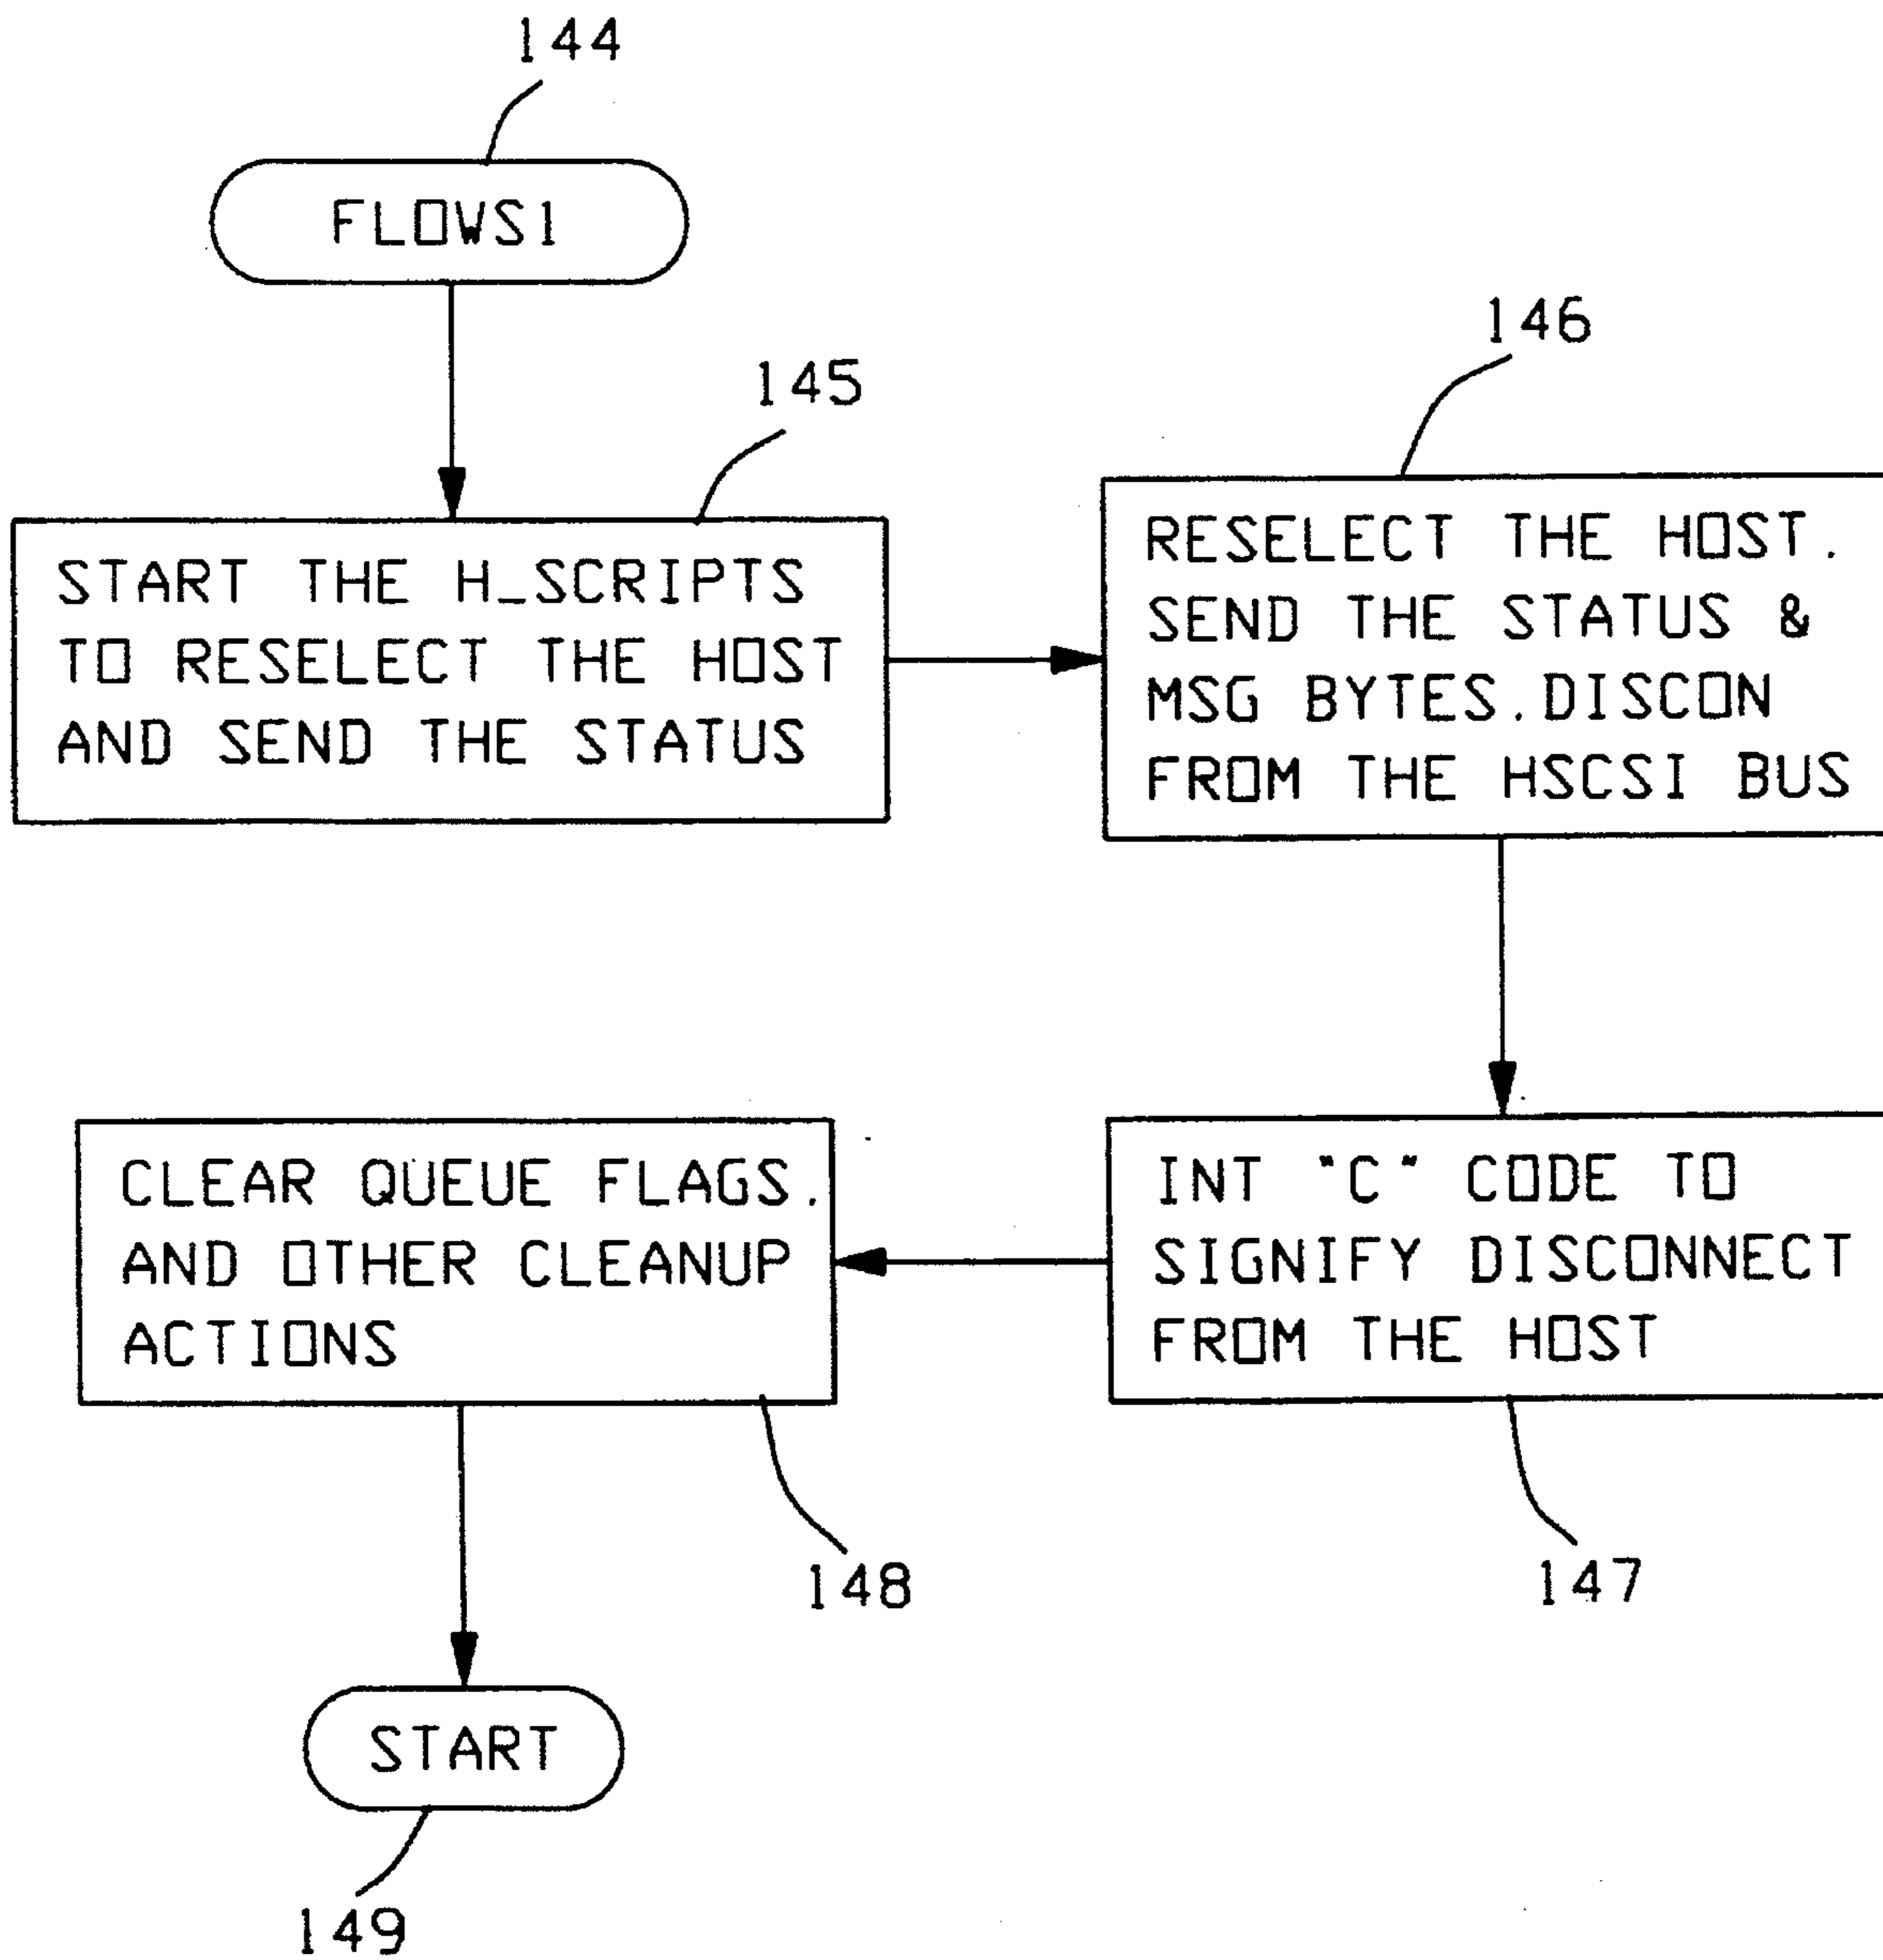 144
FLOWS1
145
START THE H_SCRIPTS
TO RESELECT THE HOST
AND SEND THE STATUS
146
RESELECT THE HOST.
SEND THE STATUS &
MSG BYTES.DISCON
FROM THE HSCSI BUS
INT "C" CODE TO
SIGNIFY DISCONNECT
FROM THE HOST
147
CLEAR QUEUE FLAGS.
AND OTHER CLEANUP
ACTIONS
148
START
149